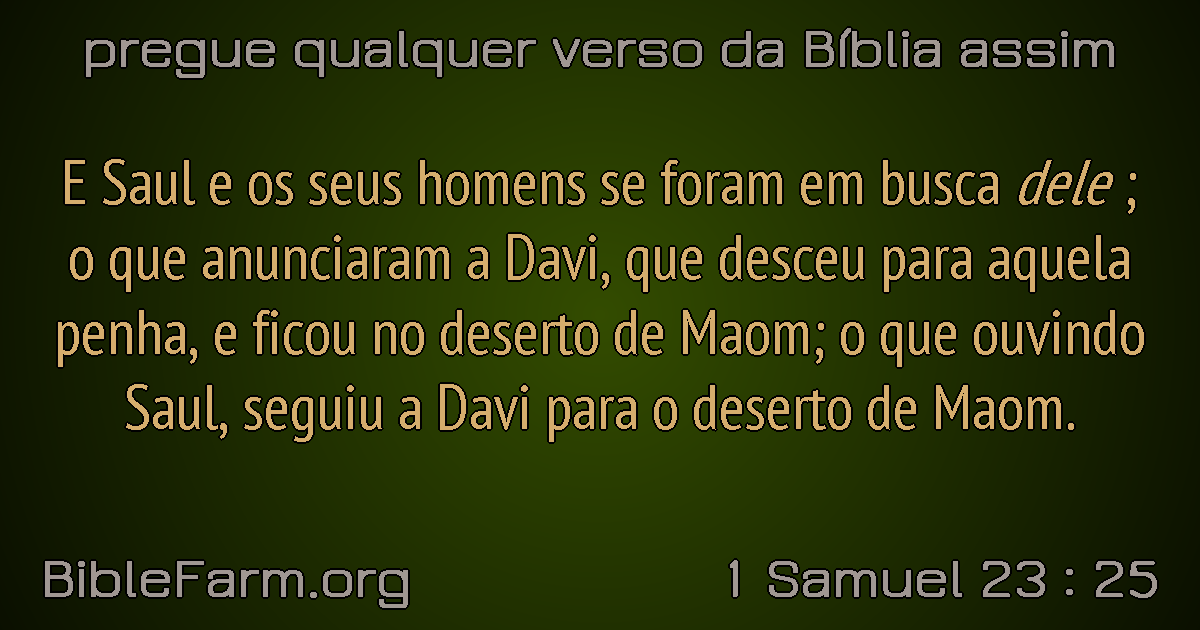 pregue qualquer verso da Bíblia assim
E Saul e os seus homens se foram em busca dele ;
o que anunciaram a Davi, que desceu para aquela
penha, e ficou no deserto de Maom; o que ouvindo
Saul, seguiu a Davi para o deserto de Maom.
BibleFarm.org
1 Samuel 23 : 25